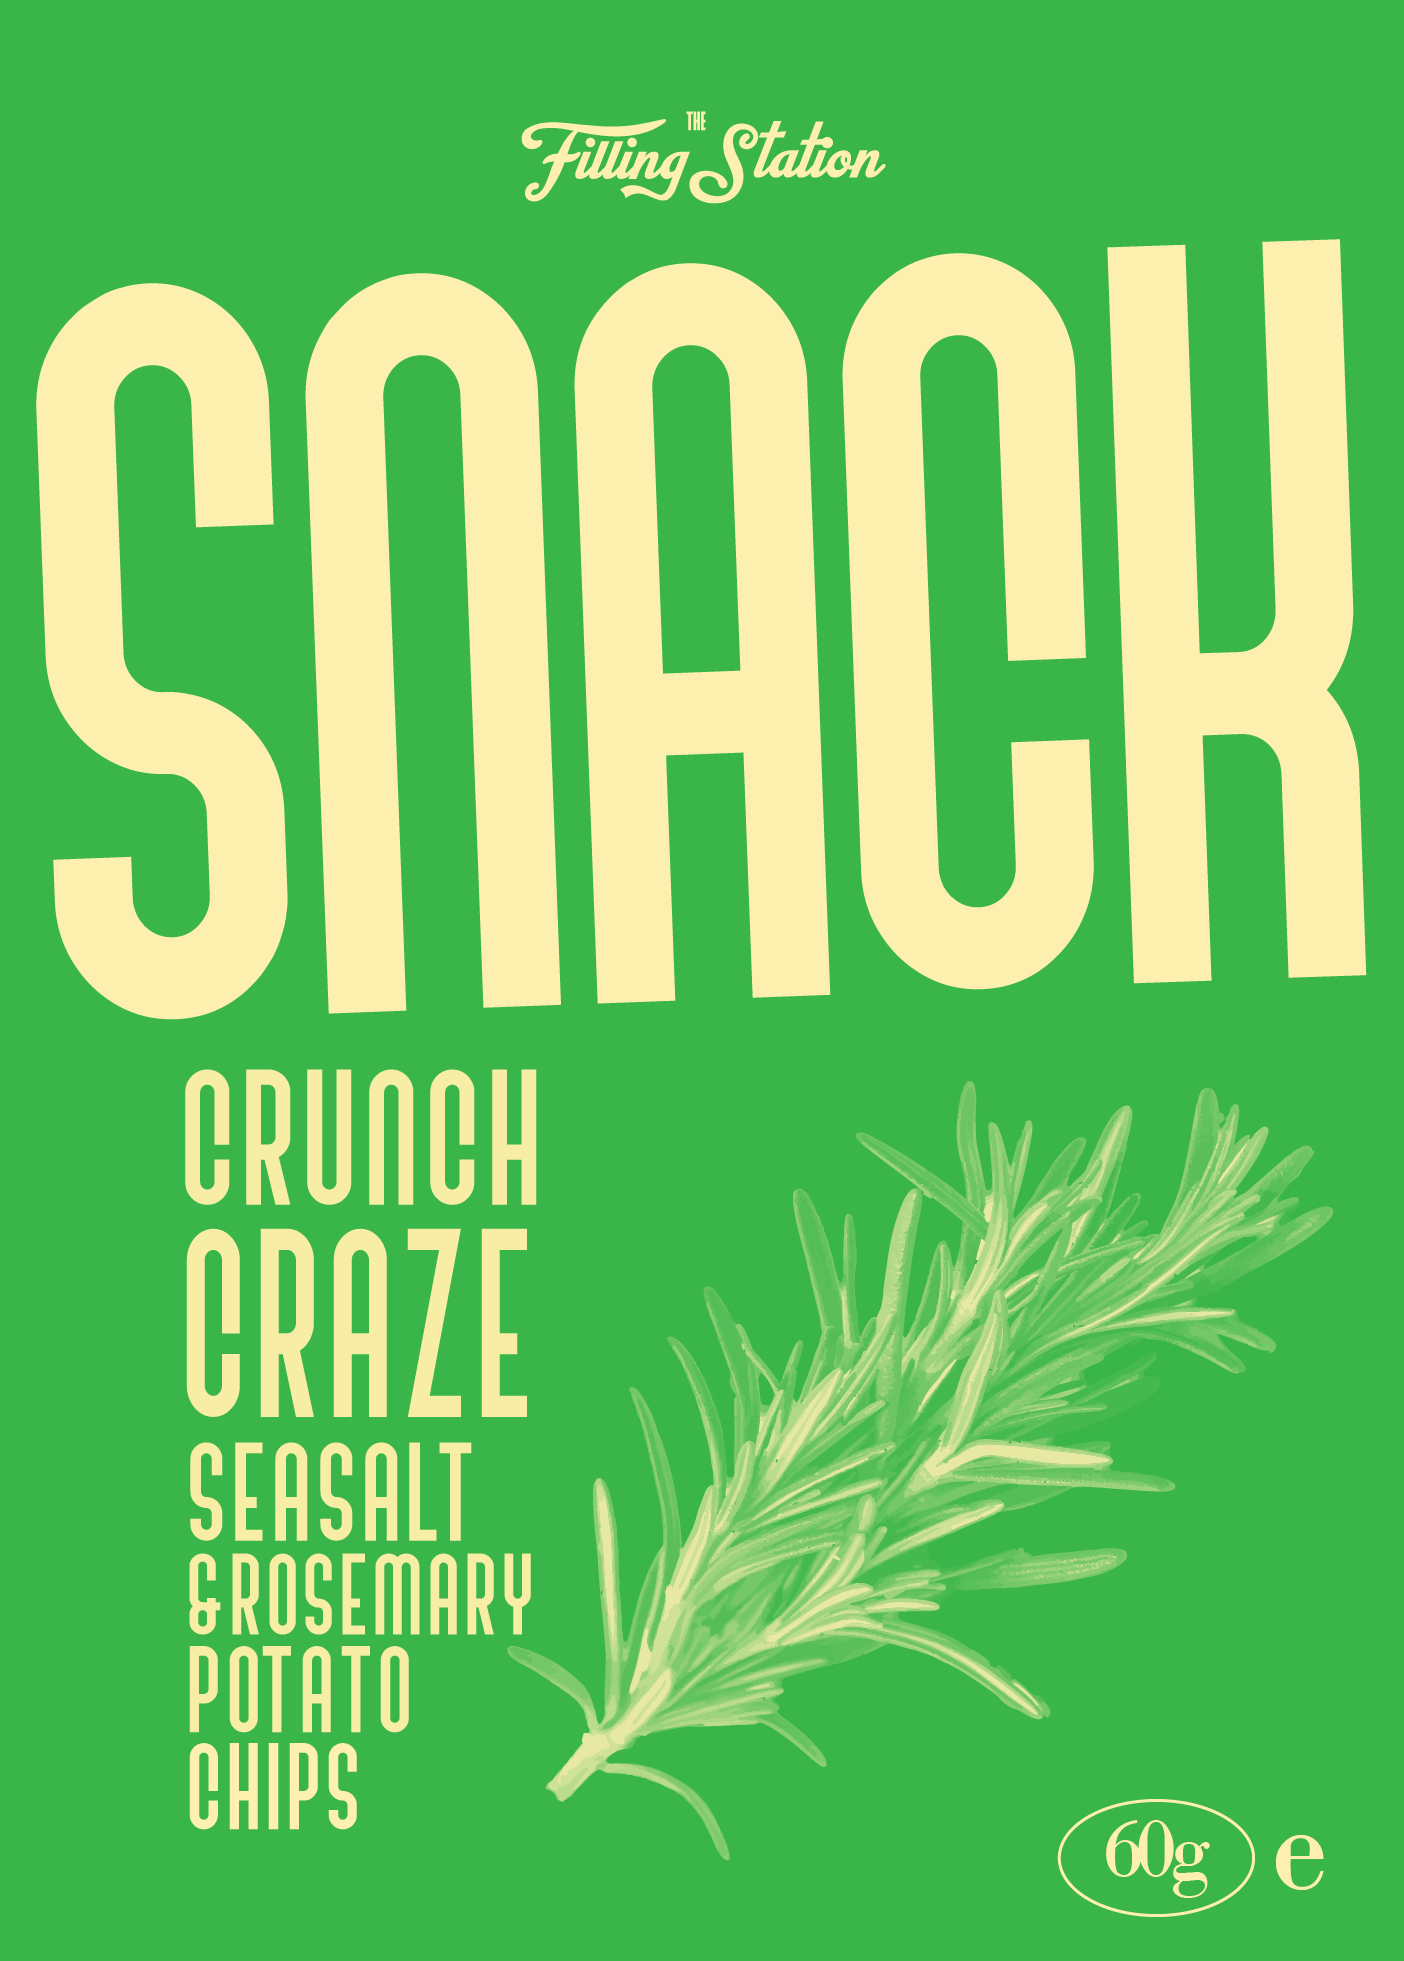 THE
Filling Station
SNACK
CRUNCH
CRAZE
SEASALT
&ROSEMARY
POTATO
CHIPS
60g e